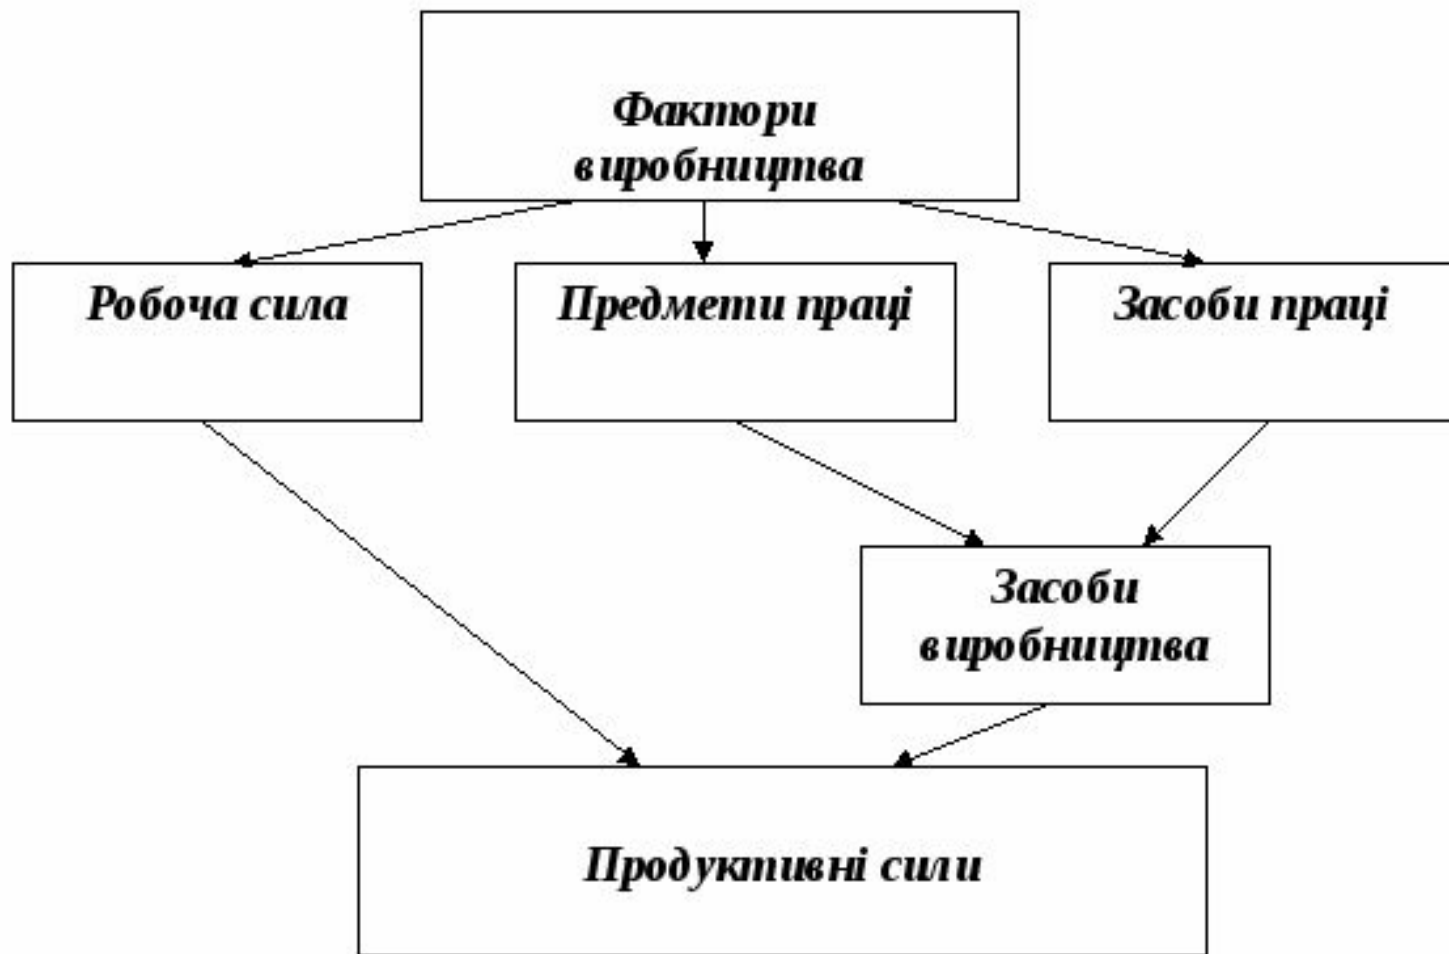 Фактори
виробництва
Робоча сила
Предмети праці
Засоби праці
Засоби
виробництва
Продуктивні сили